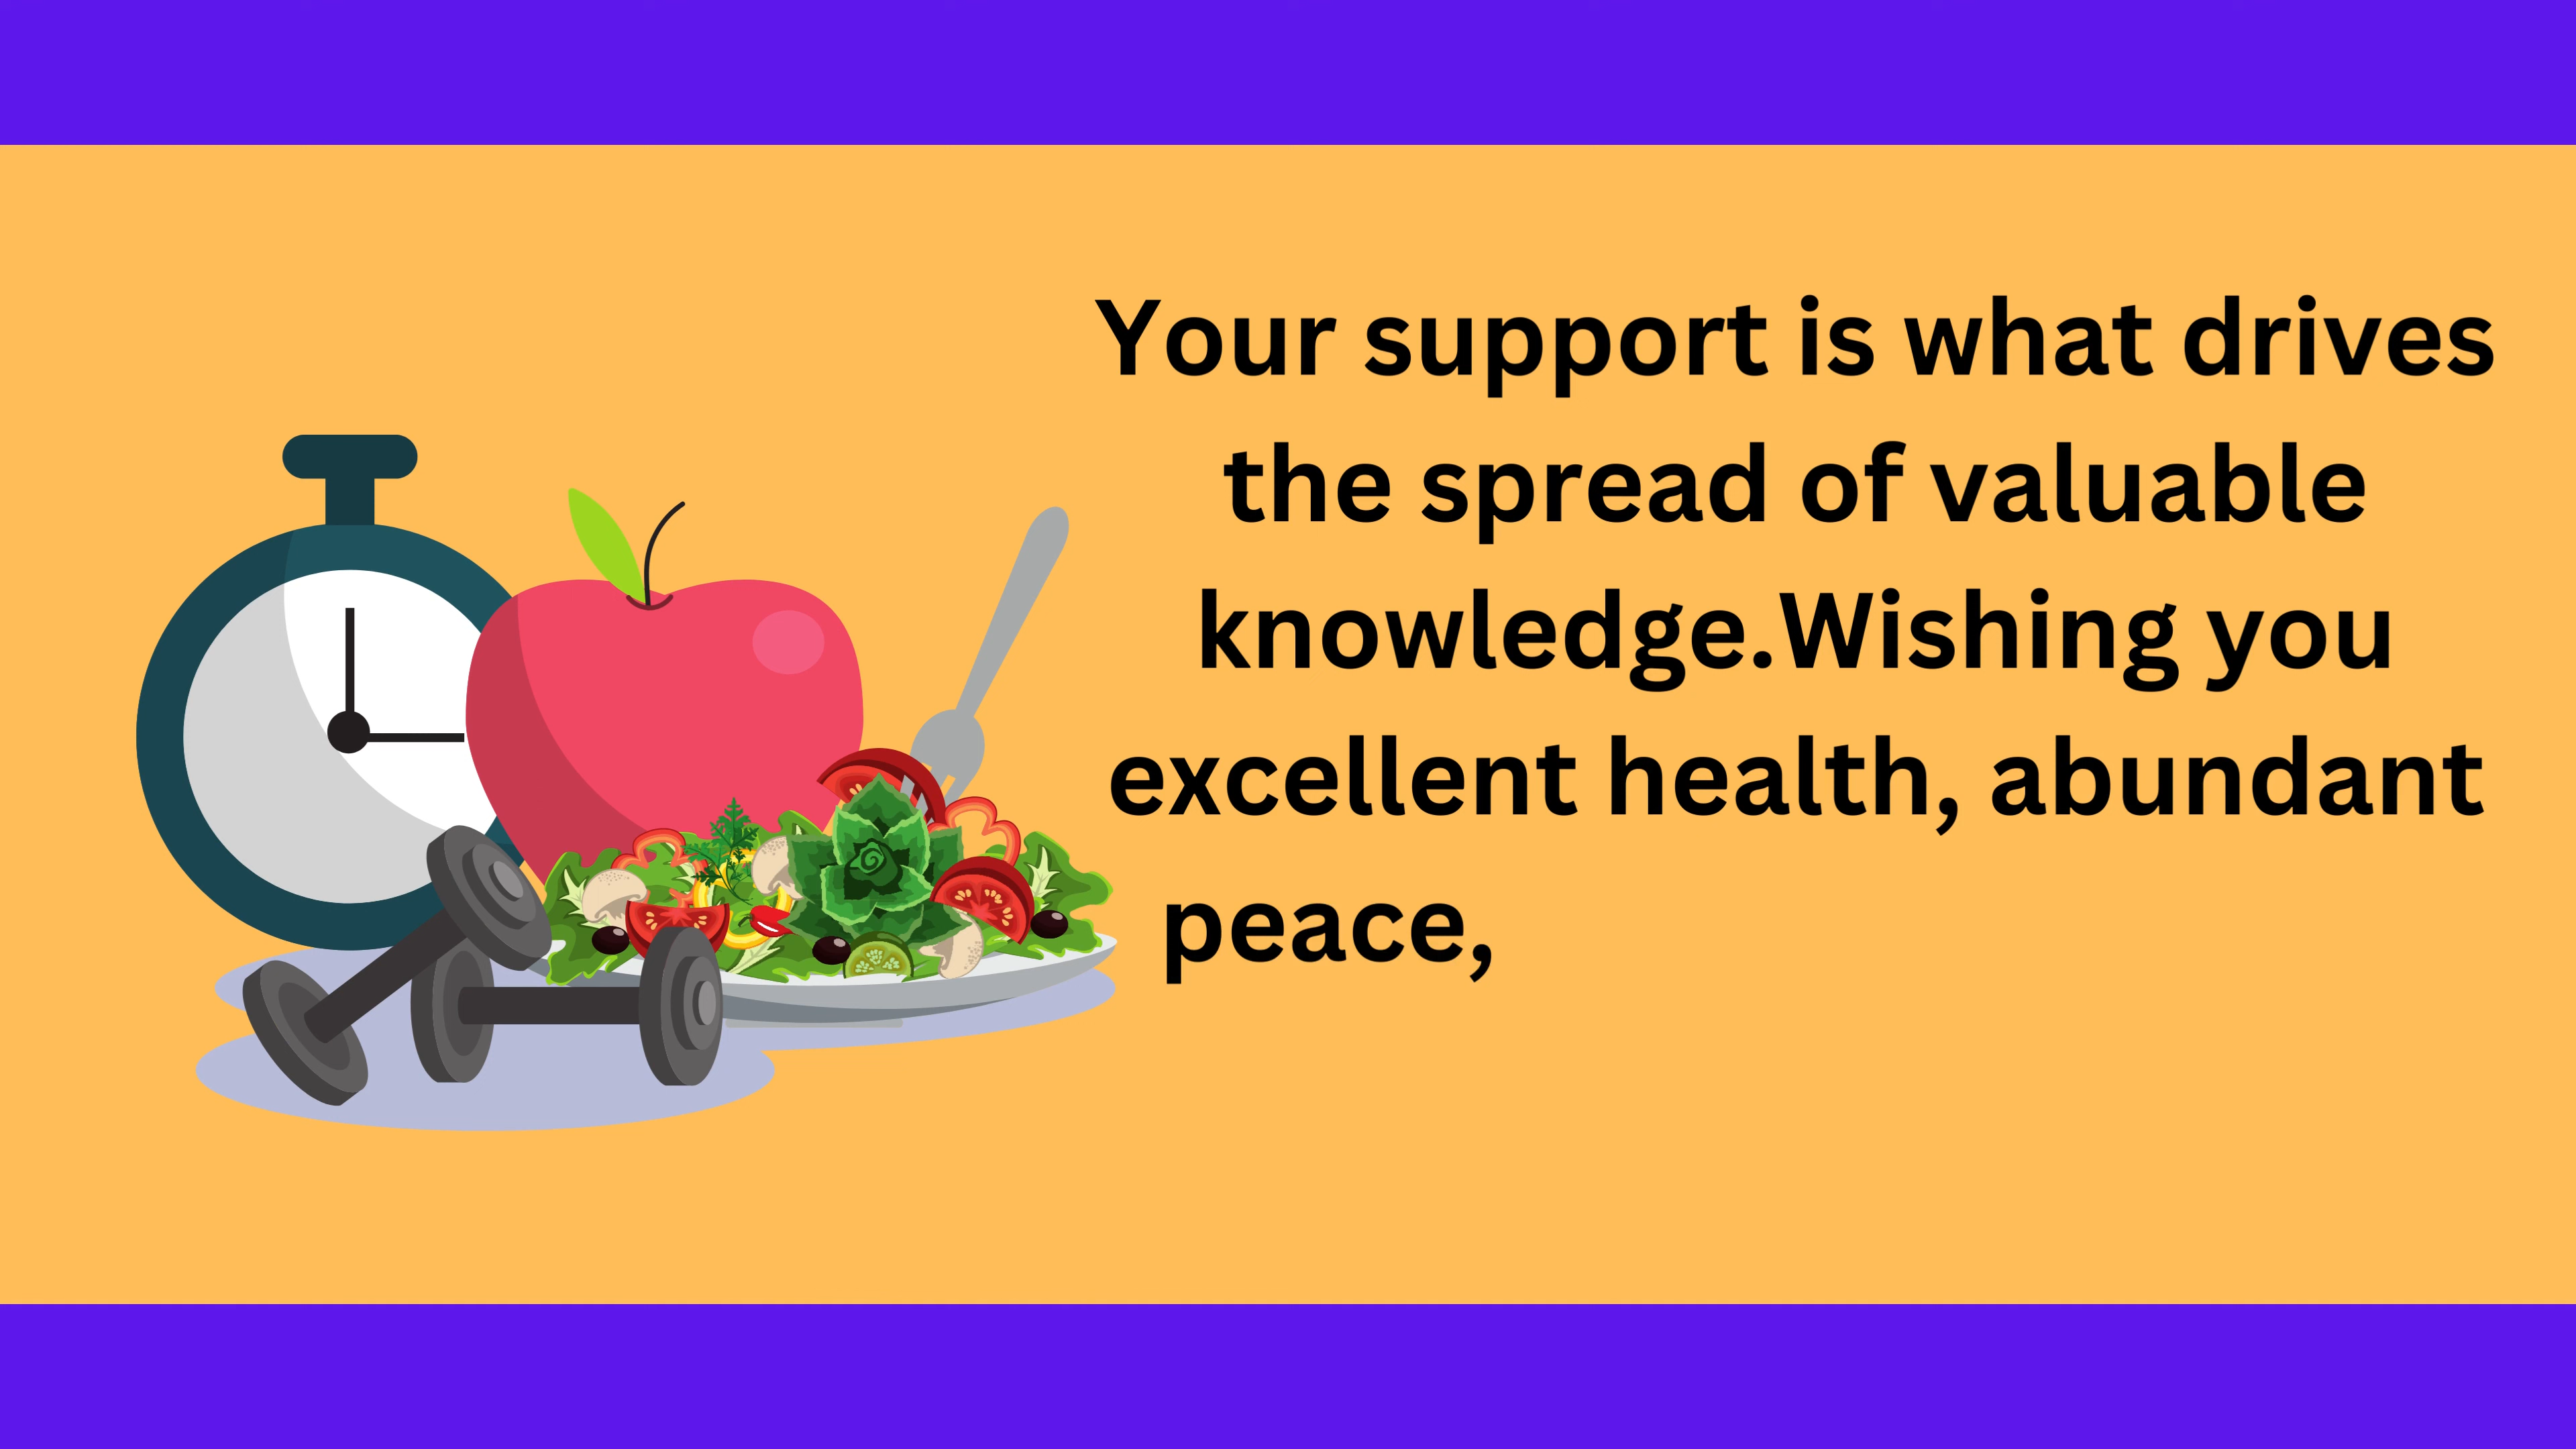 Your support is what drives
the spread of valuable
knowledge.Wishing you
excellent health, abundant
peace,